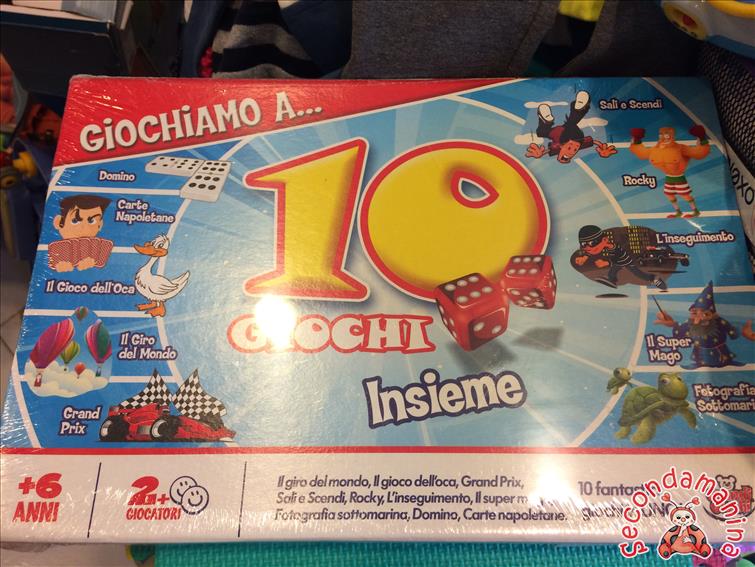 GiOCHiAMO A...
10
GIOCHI
Insieme
Domino
Carte
Napoletane
Il Gioco dell'Oca
Il Giro
del Mondo
Grand
Prix
Sali e Scendi
Rocky
L'inseguimento
Il Super
Mago
Fotografia
Sottomari
+6
ANNI
2+
GIOCATORI
Il giro del mondo, Il gioco dell'oca, Grand Prix,
Sali e Scendi, Rocky, L'inseguimento, Il super
Fotografia sottomarina, Domino, Carte napoletane.
10
secondamanina